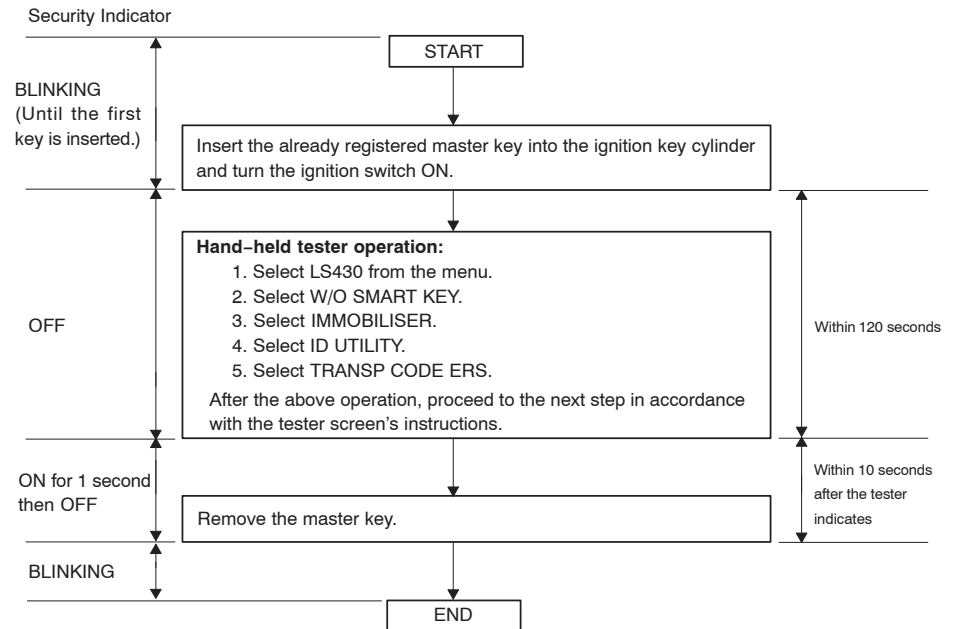 Security Indicator
START
BLINKING
(Until the first
key is inserted.)
Insert the already registered master key into the ignition key cylinder
and turn the ignition switch ON.
Hand−held tester operation:
1. Select LS430 from the menu.
2. Select W/O SMART KEY.
3. Select IMMOBILISER.
4. Select ID UTILITY.
5. Select TRANSP CODE ERS.
After the above operation, proceed to the next step in accordance
with the tester screen's instructions.
OFF
Within 120 seconds
ON for 1 second
then OFF
Within 10 seconds
after the tester
indicates
Remove the master key.
BLINKING
END